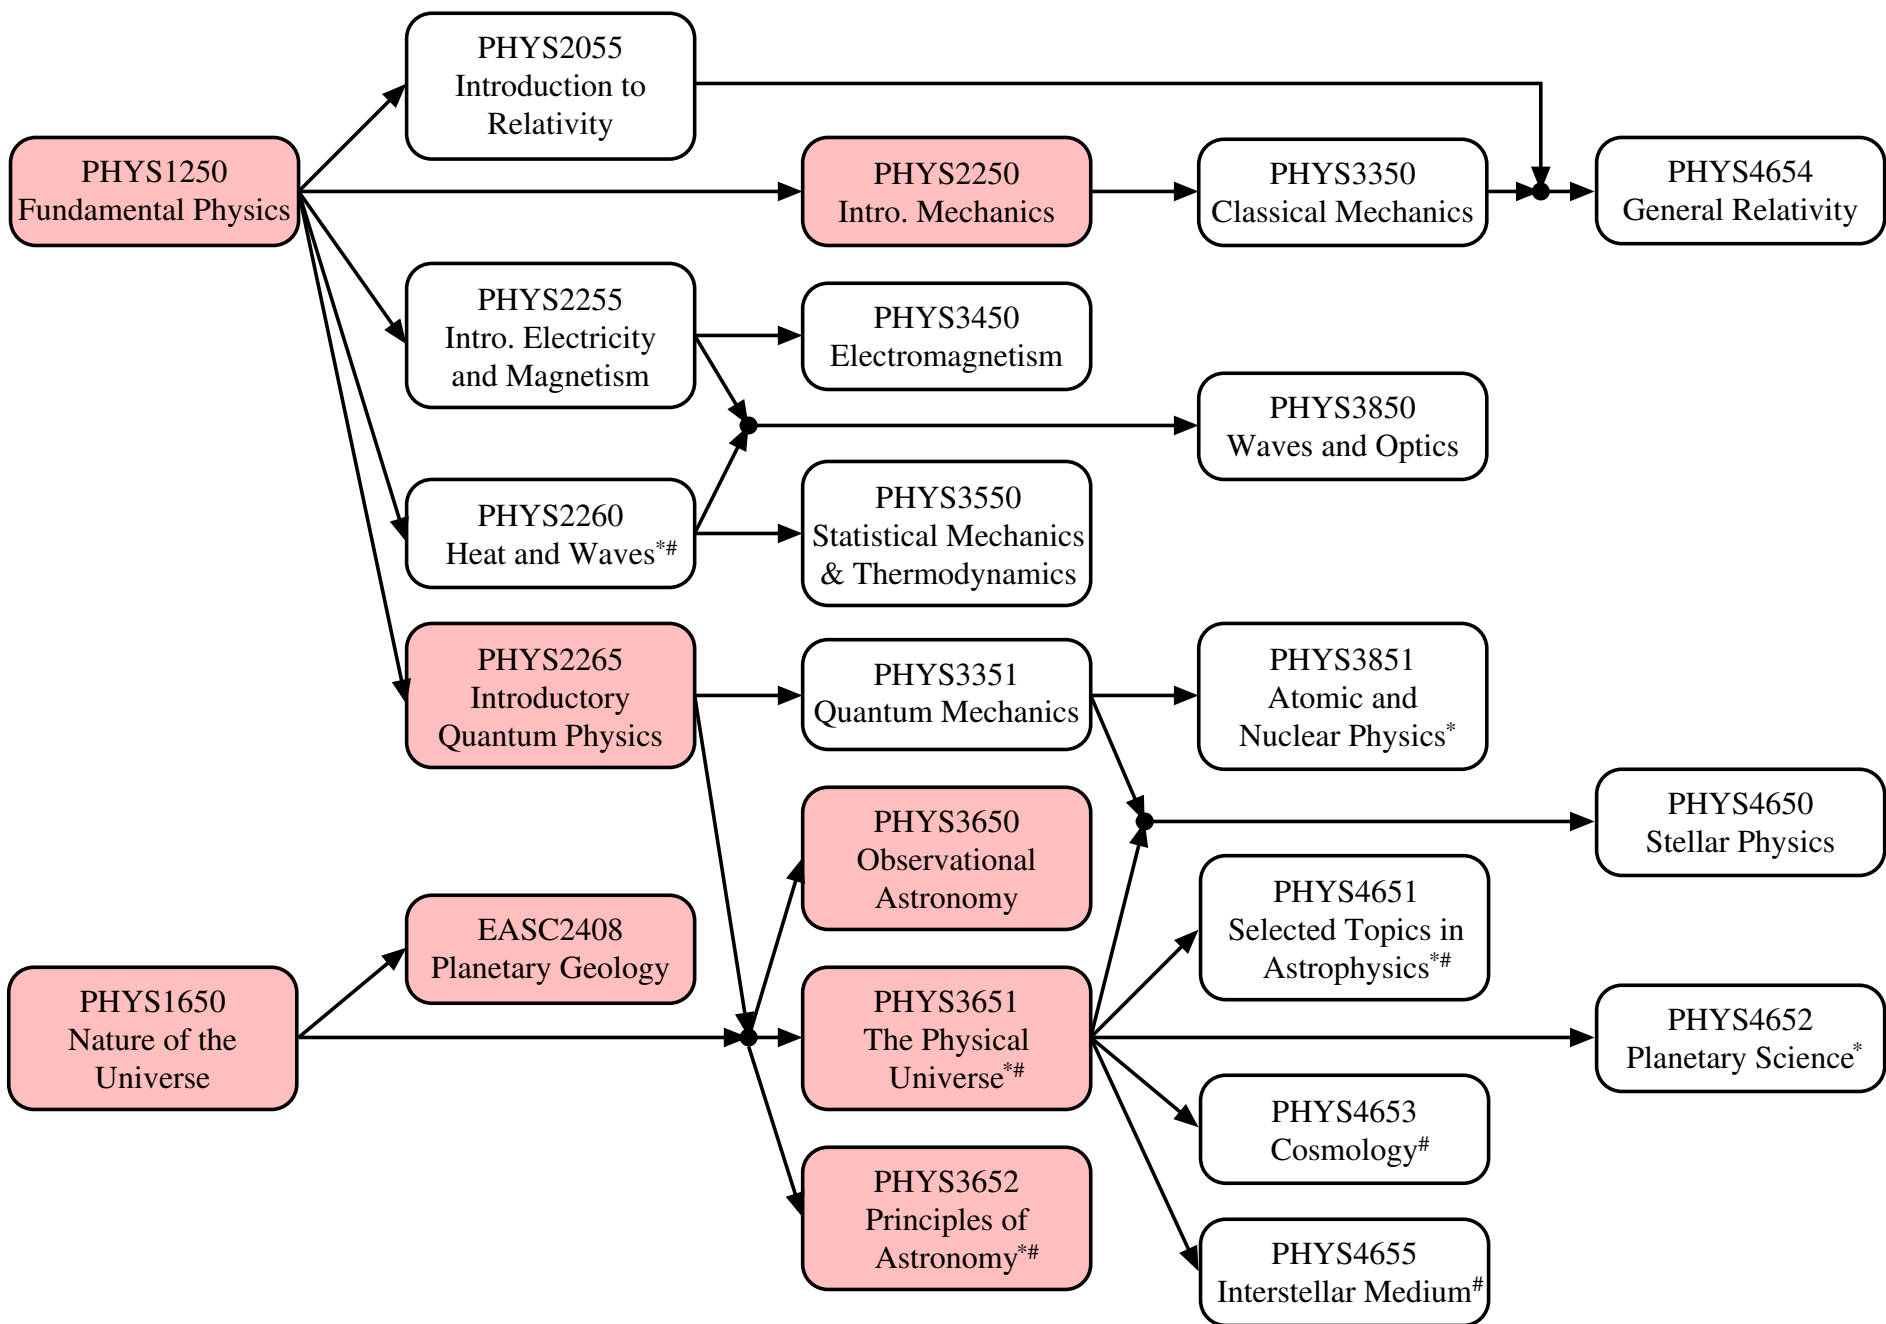 PHYS2055
Introduction to
Relativity
PHYS1250
Fundamental Physics
PHYS2250
Intro. Mechanics
PHYS3350
Classical Mechanics
PHYS4654
General Relativity
PHYS2255
Intro. Electricity
and Magnetism
PHYS3450
Electromagnetism
PHYS3850
Waves and Optics
PHYS2260
Heat and Waves*#
PHYS3550
Statistical Mechanics
& Thermodynamics
PHYS2265
Introductory
Quantum Physics
PHYS3351
Quantum Mechanics
PHYS3851
Atomic and
Nuclear Physics*
PHYS4650
Stellar Physics
PHYS3650
Observational
Astronomy
PHYS4651
Selected Topics in
Astrophysics*#
EASC2408
Planetary Geology
PHYS1650
Nature of the
Universe
PHYS3651
The Physical
Universe*#
PHYS4652
Planetary Science*
PHYS4653
Cosmology#
PHYS3652
Principles of
Astronomy*#
PHYS4655
Interstellar Medium#